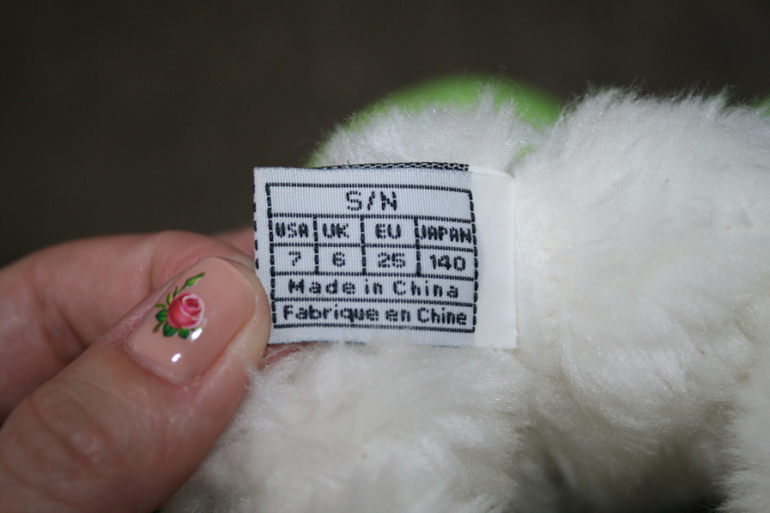 S/N
USA UK EU JAPAN
7 6 25 140
Made in China
Fabrique en Chine